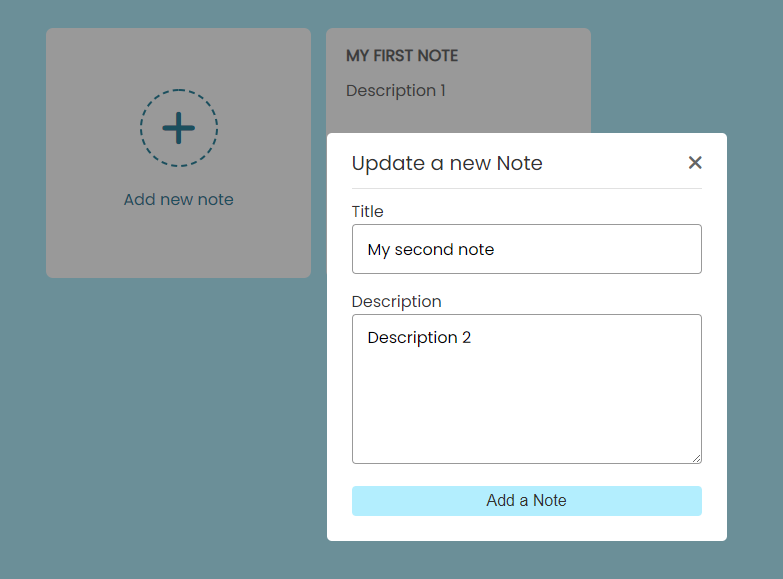 MY FIRST NOTE
Description 1
Add new note
Update a new Note
Title
My second note
Description
Description 2
Add a Note